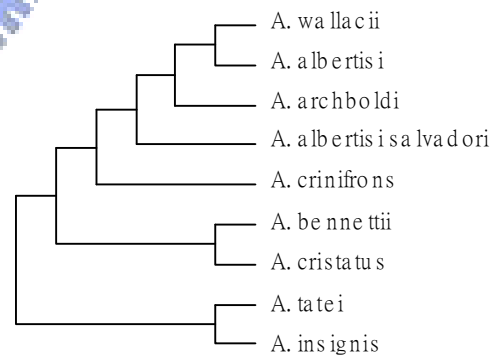 A. wallacii
A. albertisi
A. archboldi
A. albertisi salvadori
A. crinifrons
A. bennettii
A. cristatus
A. tatei
A. insignis